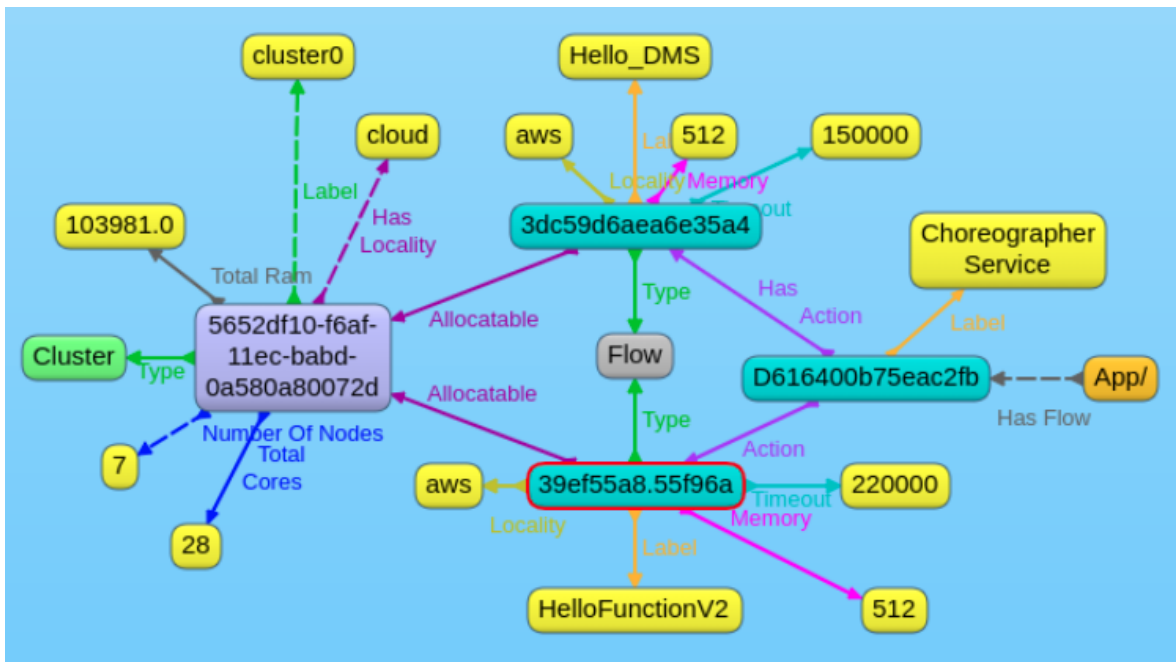 cluster0
Hello_DMS
aws
Label
512
150000
cloud
Label
Locality
Memory
Timeout
Has
Locality
103981.0
3dc59d6aea6e35a4
Choreographer
Service
Total Ram
Type
Has
Action
Label
Allocatable
5652df10-f6af-
11ec-babd-
0a580a80072d
Cluster
Type
Flow
D616400b75eac2fb
App/
Has Flow
Allocatable
Type
Action
Number Of Nodes
Total
Cores
7
aws
39ef55a8.55f96a
220000
Timeout
Locality
Memory
28
Label
HelloFunctionV2
512